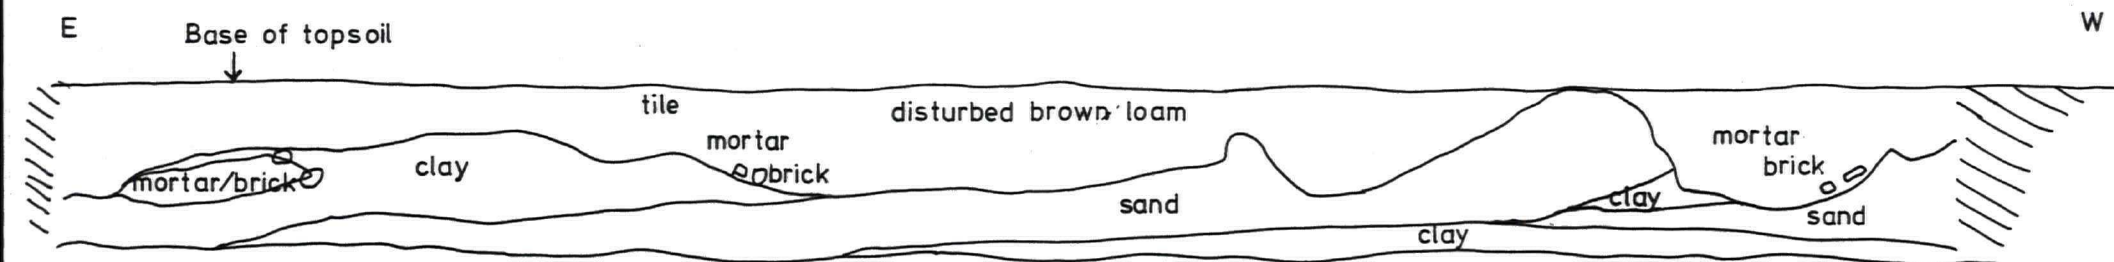 E
W
Base of topsoil
tile
disturbed brown loam
mortar
brick
mortar
brick
clay
mortar/brick
clay
sand
sand
clay